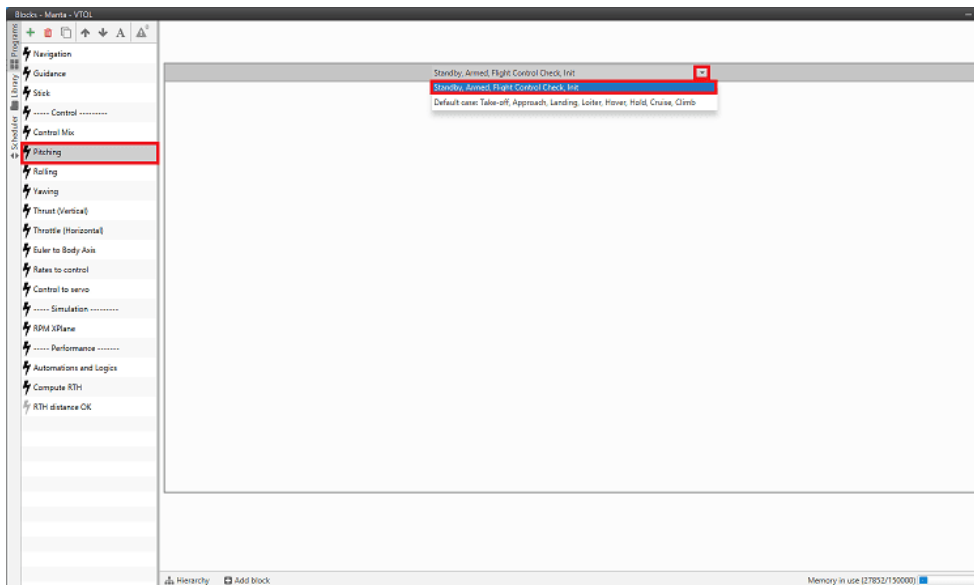 Blocks - Manta - VTOL
Programs
Library
Scheduler
A
Navigation
Guidance
Stick
----- Control ---------
Control Mix
Pitching
Rolling
Yawing
Thrust (Vertical)
Throttle (Horizontal)
Euler to Body Axis
Rates to control
Control to servo
----- Simulation ---------
RPM XPlane
----- Performance -------
Automations and Logics
Compute RTH
RTH distance OK
Standby, Armed, Flight Control Check, Init
Standby, Armed, Flight Control Check, Init
Default case: Take-off, Approach, Landing, Loiter, Hover, Hold, Cruise, Climb
Hierarchy Add block
Memory in use (27852/150000)